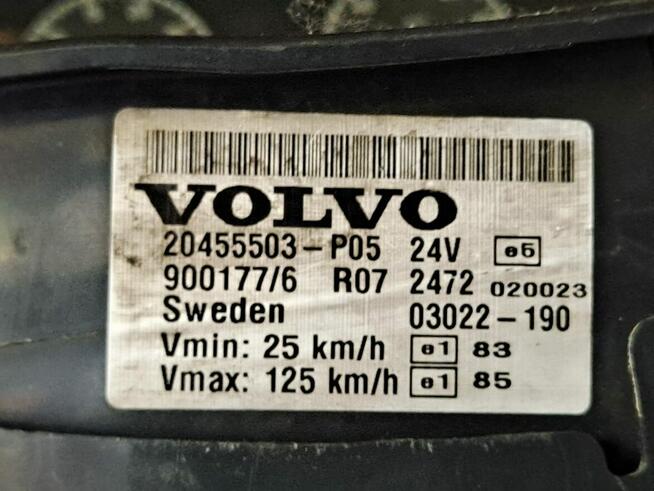 VOLVO
20455503-P05 24V e5
900177/6 R07 2472 020023
Sweden 03022-190
Vmin: 25 km/h e1 83
Vmax: 125 km/h e1 85